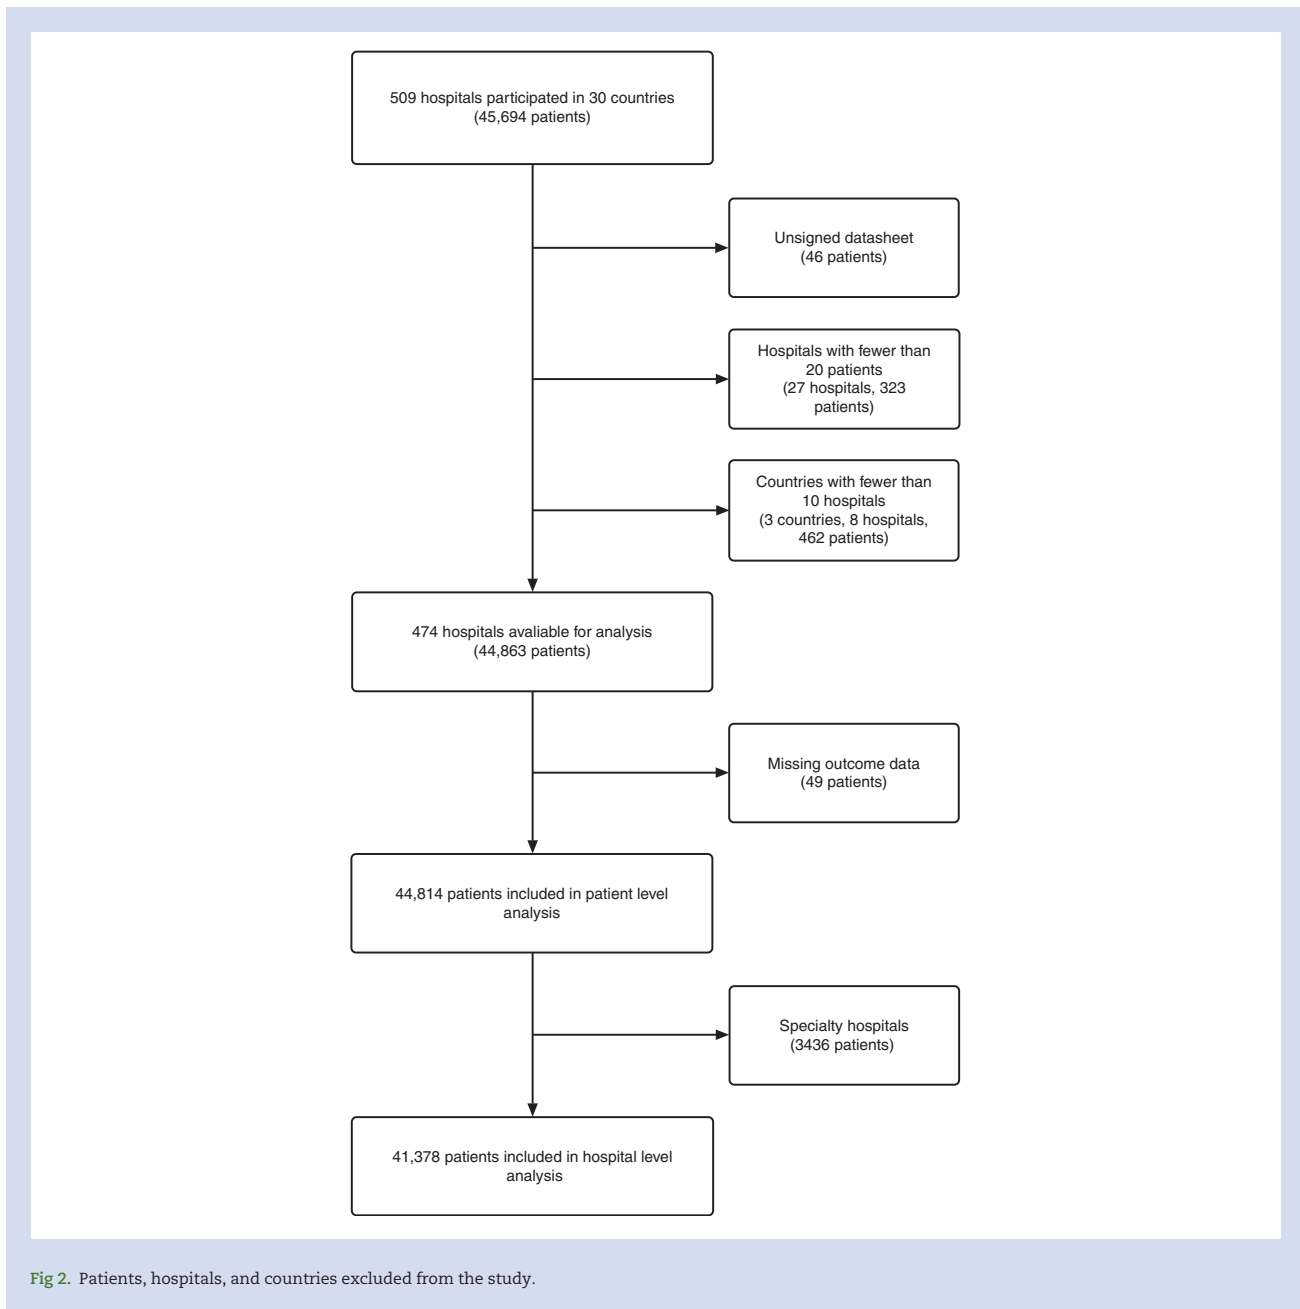 509 hospitals participated in 30 countries
(45,694 patients)
Unsigned datasheet
(46 patients)
Hospitals with fewer than
20 patients
(27 hospitals, 323
patients)
Countries with fewer than
10 hospitals
(3 countries, 8 hospitals,
462 patients)
474 hospitals avaliable for analysis
(44,863 patients)
Missing outcome data
(49 patients)
44,814 patients included in patient level
analysis
Specialty hospitals
(3436 patients)
41,378 patients included in hospital level
analysis
Fig 2. Patients, hospitals, and countries excluded from the study.